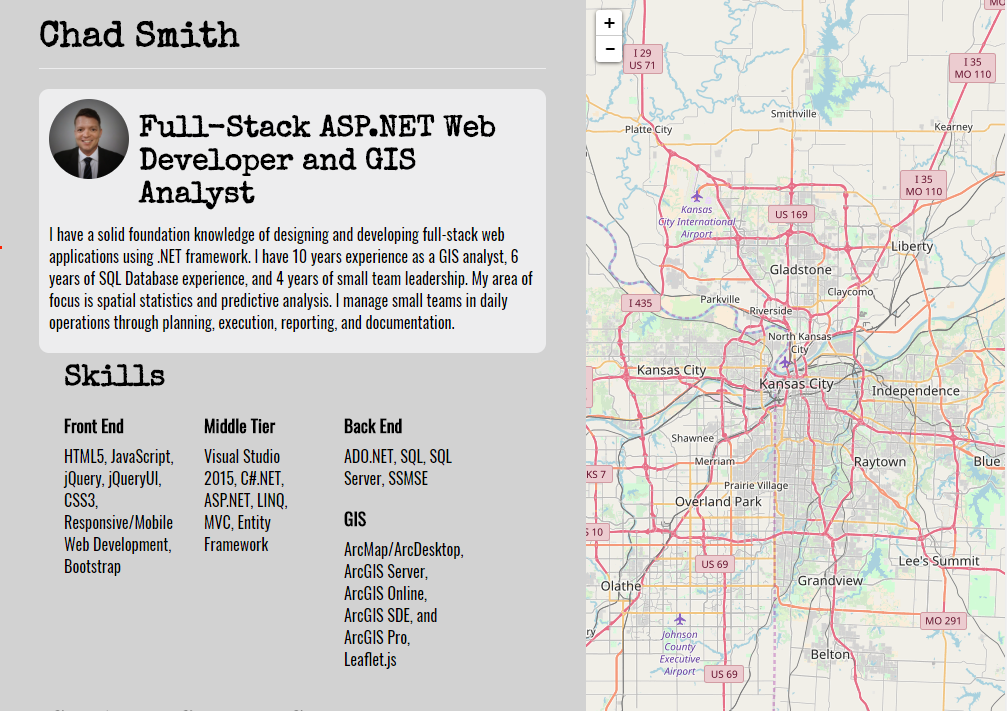 Chad Smith
Full-Stack ASP.NET Web
Developer and GIS
Analyst
I have a solid foundation knowledge of designing and developing full-stack web
applications using .NET framework. I have 10 years experience as a GIS analyst, 6
years of SQL Database experience, and 4 years of small team leadership. My area of
focus is spatial statistics and predictive analysis. I manage small teams in daily
operations through planning, execution, reporting, and documentation.
Skills
Front End
HTML5, JavaScript,
jQuery, jQueryUI,
CSS3,
Responsive/Mobile
Web Development,
Bootstrap
Middle Tier
Visual Studio
2015, C#.NET,
ASP.NET, LINQ,
MVC, Entity
Framework
Back End
ADO.NET, SQL, SQL
Server, SSMSE
GIS
ArcMap/ArcDesktop,
ArcGIS Server,
ArcGIS Online,
ArcGIS SDE, and
ArcGIS Pro,
Leaflet.js
+
−
I 29
US 71
I 35
MO 110
Smithville
Platte City
Kearney
I 35
MO 110
Kansas
City International
Airport
US 169
Liberty
Gladstone
Claycomo
I 435
Parkville
Riverside
North Kansas
City
Kansas City
Kansas City
Independence
Shawnee
Merriam
Raytown
Blue
KS 7
Prairie Village
Overland Park
10
US 69
Lee's Summit
Grandview
Olathe
MO 291
Johnson
County
Executive
Airport
Belton
US 69